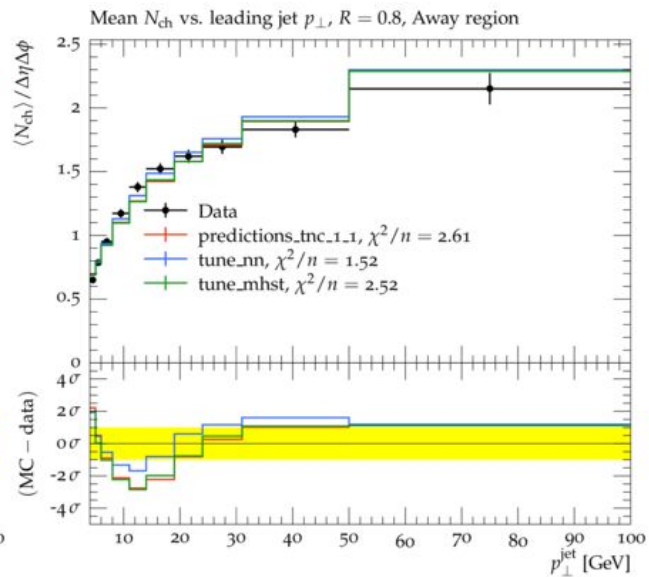 Mean N_ch vs. leading jet p_⊥, R = 0.8, Away region
⟨N_ch⟩/ΔηΔϕ
2.5
2
1.5
1
0.5
0
Data
predictions_tnc_1_1, χ²/n = 2.61
tune_nn, χ²/n = 1.52
tune_mhst, χ²/n = 2.52
(MC − data)
4σ
2σ
0σ
-2σ
-4σ
10 20 30 40 50 60 70 80 90 100
p_⊥^jet [GeV]